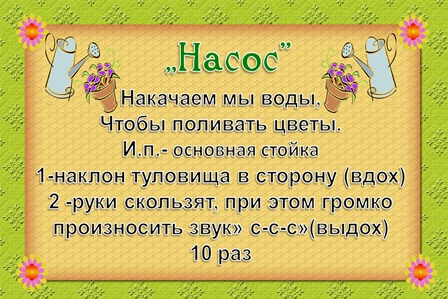 „Насос”
Накачаем мы воды,
Чтобы поливать цветы.
И.п.- основная стойка
1-наклон туловища в сторону (вдох)
2 -руки скользят, при этом громко
произносить звук» с-с-с»(выдох)
10 раз